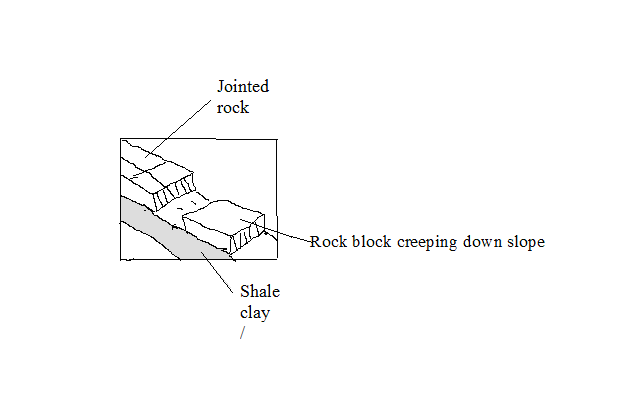 Jointed
rock
Rock block creeping down slope
Shale
clay
/